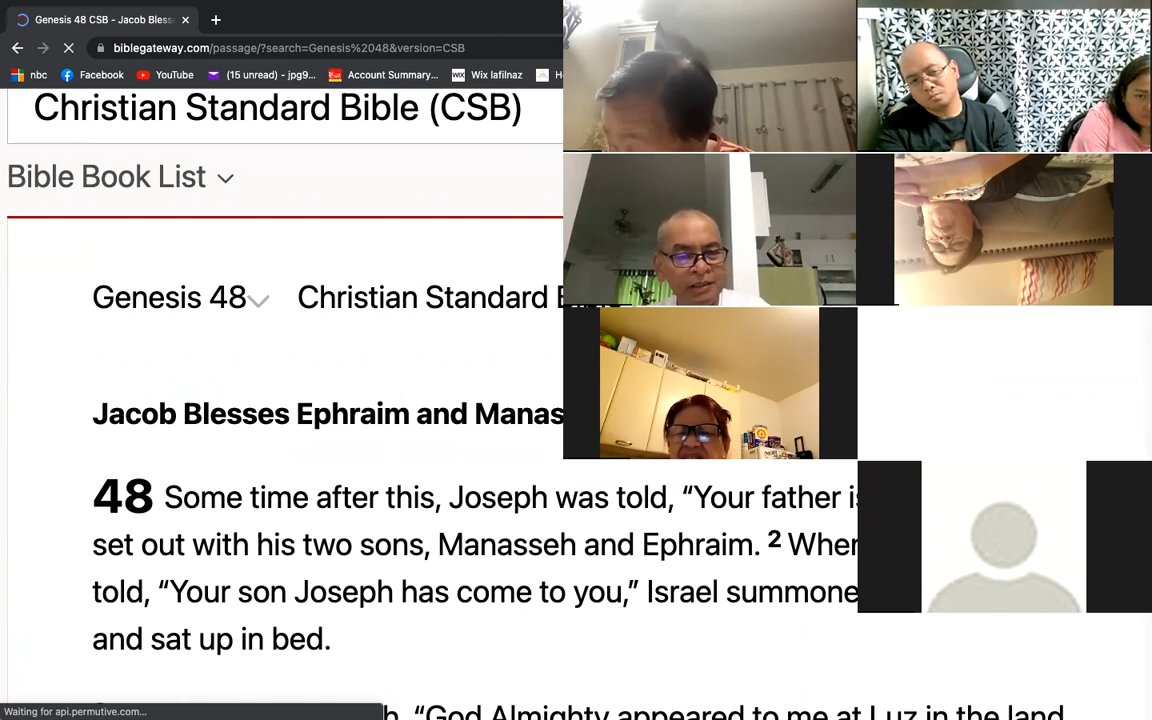 Genesis 48 CSB - Jacob Bless
biblegateway.com/passage/?search=Genesis%2048&version=CSB
nbc Facebook YouTube (15 unread) - jpg9... Account Summary... Wix lafilnaz
Christian Standard Bible (CSB)
Bible Book List
Genesis 48 Christian Standard
Jacob Blesses Ephraim and Manas
48 Some time after this, Joseph was told, “Your father
set out with his two sons, Manasseh and Ephraim. 2 When
told, “Your son Joseph has come to you,” Israel summone
and sat up in bed.
“God Almighty appeared to me at Luz in the land
Waiting for api.permutive.com...